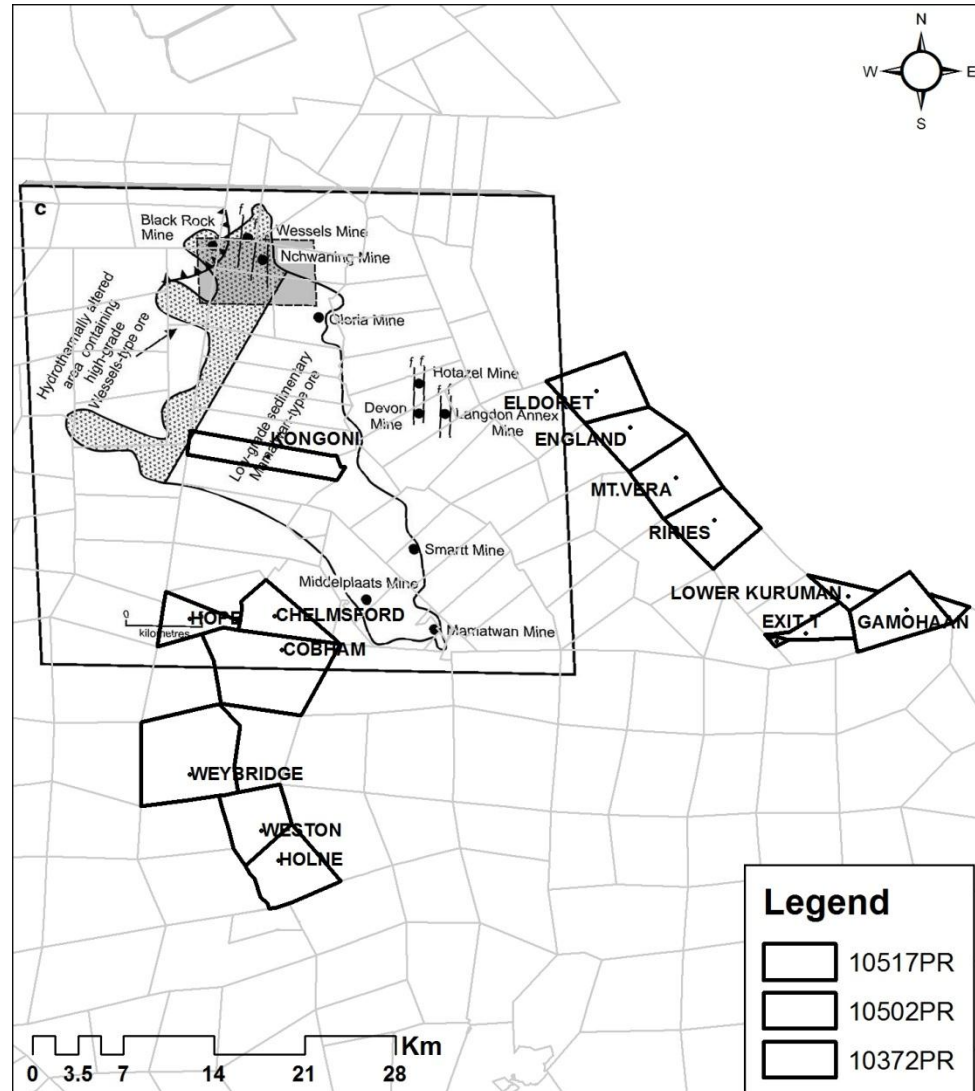 N
W
E
S
c
Black Rock
Mine
f
f
Wessels Mine
Nchwaning Mine
Gloria Mine
Hydrothermally altered
area containing
high-grade
Wessels-type ore
Low-grade sedimentary
Mamatwan-type ore
f f
Hotazel Mine
f f
Devon
Mine
Langdon Annex
Mine
ELDORET
ENGLAND
KONGONI
MT.VERA
RIRIES
Smartt Mine
Middelplaats Mine
Mamatwan Mine
LOWER KURUMAN
EXIT T
GAMOHAAN
0
kilometres
HOPE
CHELMSFORD
COBHAM
WEYBRIDGE
WESTON
HOLNE
Legend
10517PR
10502PR
10372PR
Km
0 3.5 7 14 21 28